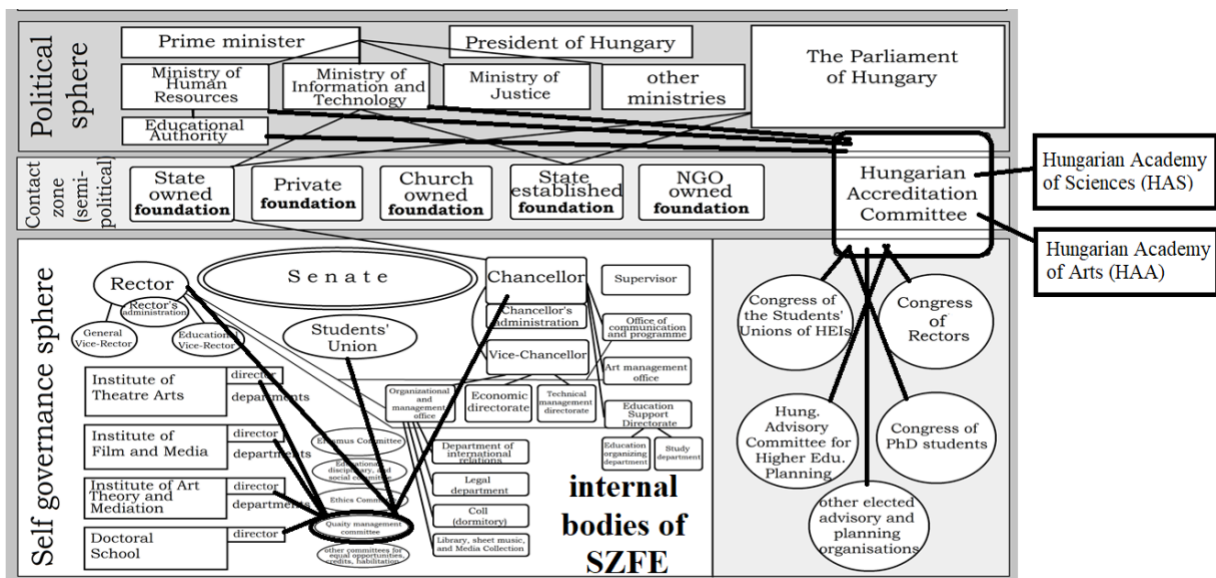 Political
sphere
Prime minister
President of Hungary
The Parliament
of Hungary
Ministry of
Human
Resources
Ministry of
Information and
Technology
Ministry of
Justice
other
ministries
Educational
Authority
Contact
zone
(semi-
political)
State
owned
foundation
Private
foundation
Church
owned
foundation
State
established
foundation
NGO
owned
foundation
Hungarian
Accreditation
Committee
Hungarian Academy
of Sciences (HAS)
Hungarian Academy
of Arts (HAA)
Self governance sphere
Rector
Rector's
administration
General
Vice-Rector
Educational
Vice-Rector
Senate
Students'
Union
Chancellor
Chancellor's
administration
Vice-Chancellor
Supervisor
Office of
communication
and programme
Art management
office
Organizational
and
management
office
Economic
directorate
Technical
management
directorate
Education
Support
Directorate
Education
organizing
department
Study
department
Institute of
Theatre Arts
director
departments
Institute of
Film and Media
director
departments
Institute of Art
Theory and
Mediation
director
departments
Doctoral
School
director
Erasmus Committee
Educational,
disciplinary, and
social committee
Ethics Committee
Quaity management
committee
other committees for
equal opportunities,
credits, habilitation
Department of
international
relations
Legal
department
Coll
(dormitory)
Library, sheet music,
and Media Collection
internal
bodies of
SZFE
Congress of
the Students'
Unions of HEIs
Congress
of
Rectors
Hung.
Advisory
Committee for
Higher Edu.
Planning
Congress of
PhD students
other elected
advisory and
planning
organisations